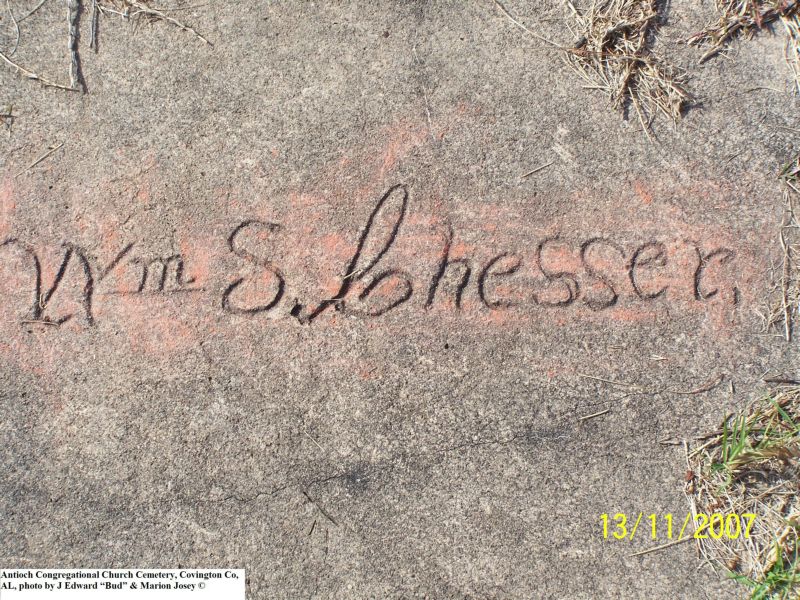 Wm S. Chesser,
13/11/2007
Antioch Congregational Church Cemetery, Covington Co,
AL, photo by J Edward “Bud” & Marion Josey ©